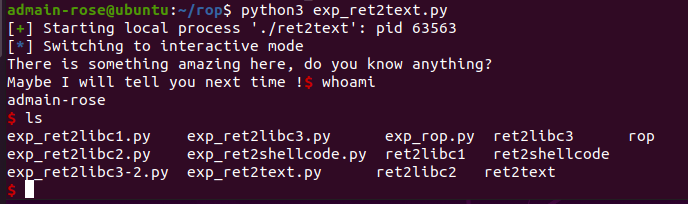 admain-rose@ubuntu:~/rop$ python3 exp_ret2text.py
[+] Starting local process './ret2text': pid 63563
[*] Switching to interactive mode
There is something amazing here, do you know anything?
Maybe I will tell you next time !$ whoami
admain-rose
$ ls
exp_ret2libc1.py    exp_ret2libc3.py      exp_rop.py  ret2libc3      rop
exp_ret2libc2.py    exp_ret2shellcode.py  ret2libc1   ret2shellcode
exp_ret2libc3-2.py  exp_ret2text.py      ret2libc2   ret2text
$